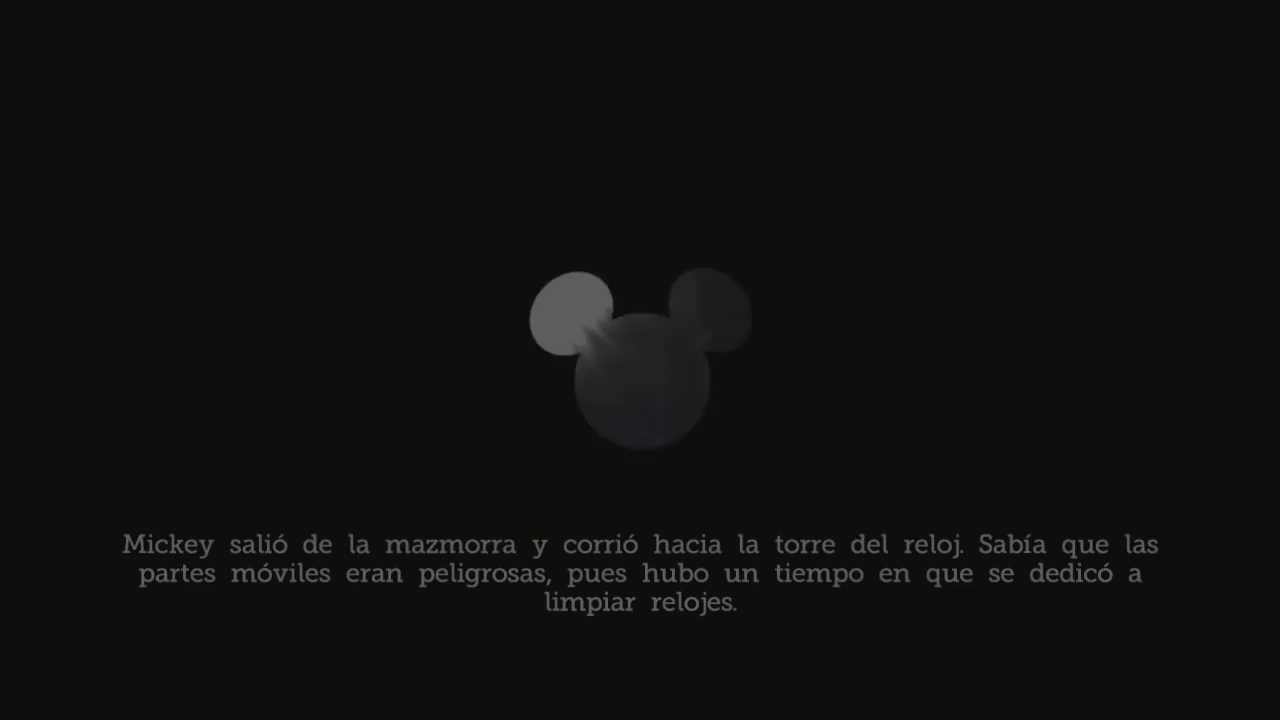 Mickey salió de la mazmorra y corrió hacia la torre del reloj. Sabía que las
partes móviles eran peligrosas, pues hubo un tiempo en que se dedicó a
limpiar relojes.